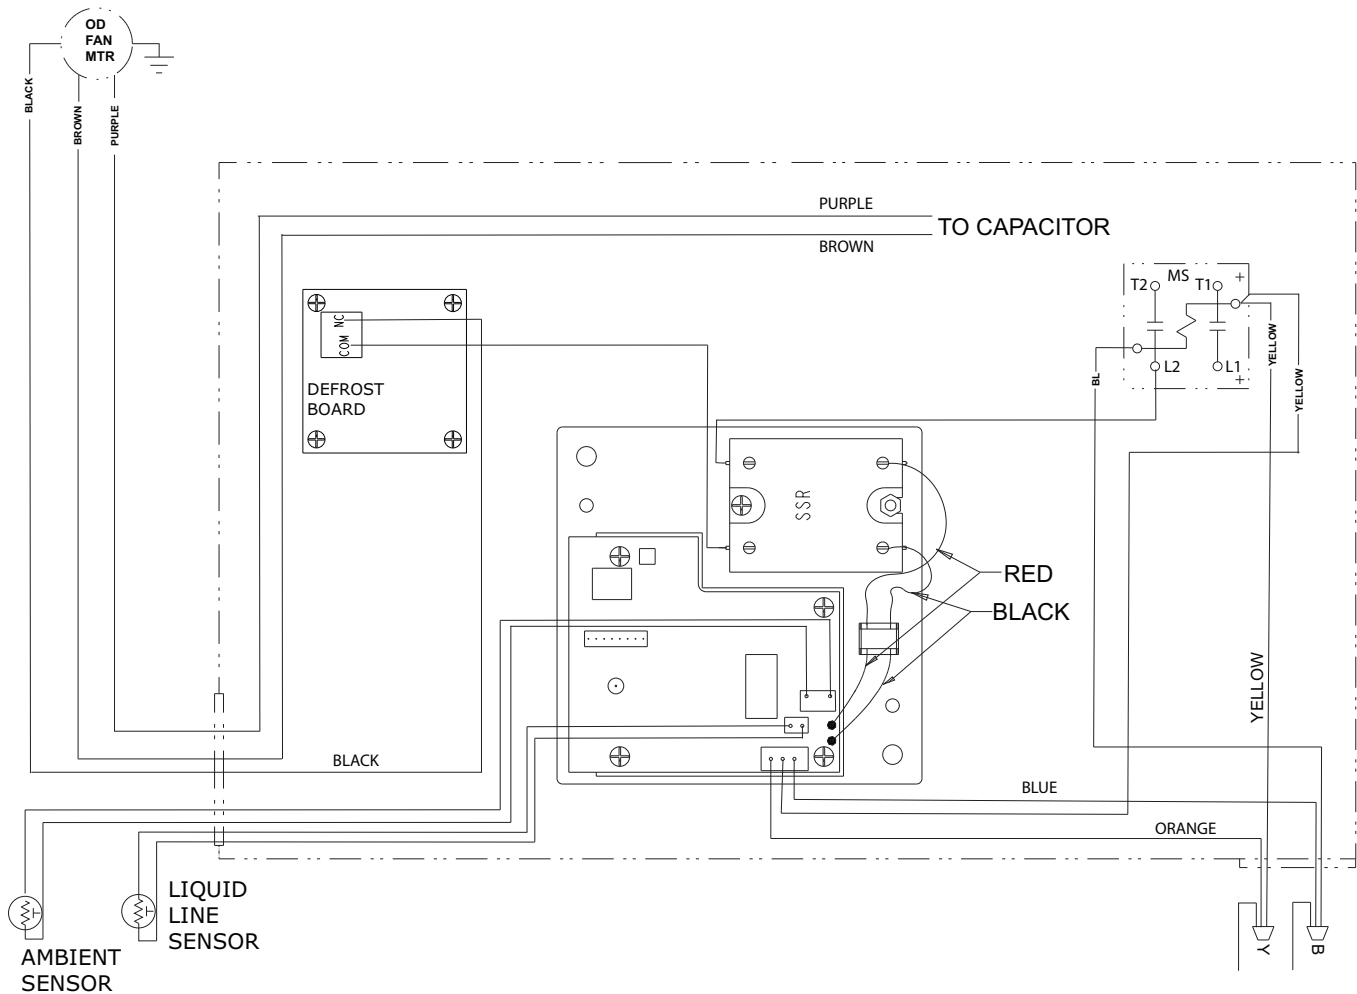 OD
FAN
MTR
BLACK
BROWN
PURPLE
PURPLE
TO CAPACITOR
BROWN
MS
T2
T1
+
L2
L1
+
BL
YELLOW
YELLOW
COM NC
DEFROST
BOARD
SSR
RED
BLACK
YELLOW
BLACK
BLUE
ORANGE
LIQUID
LINE
SENSOR
AMBIENT
SENSOR
Y
B